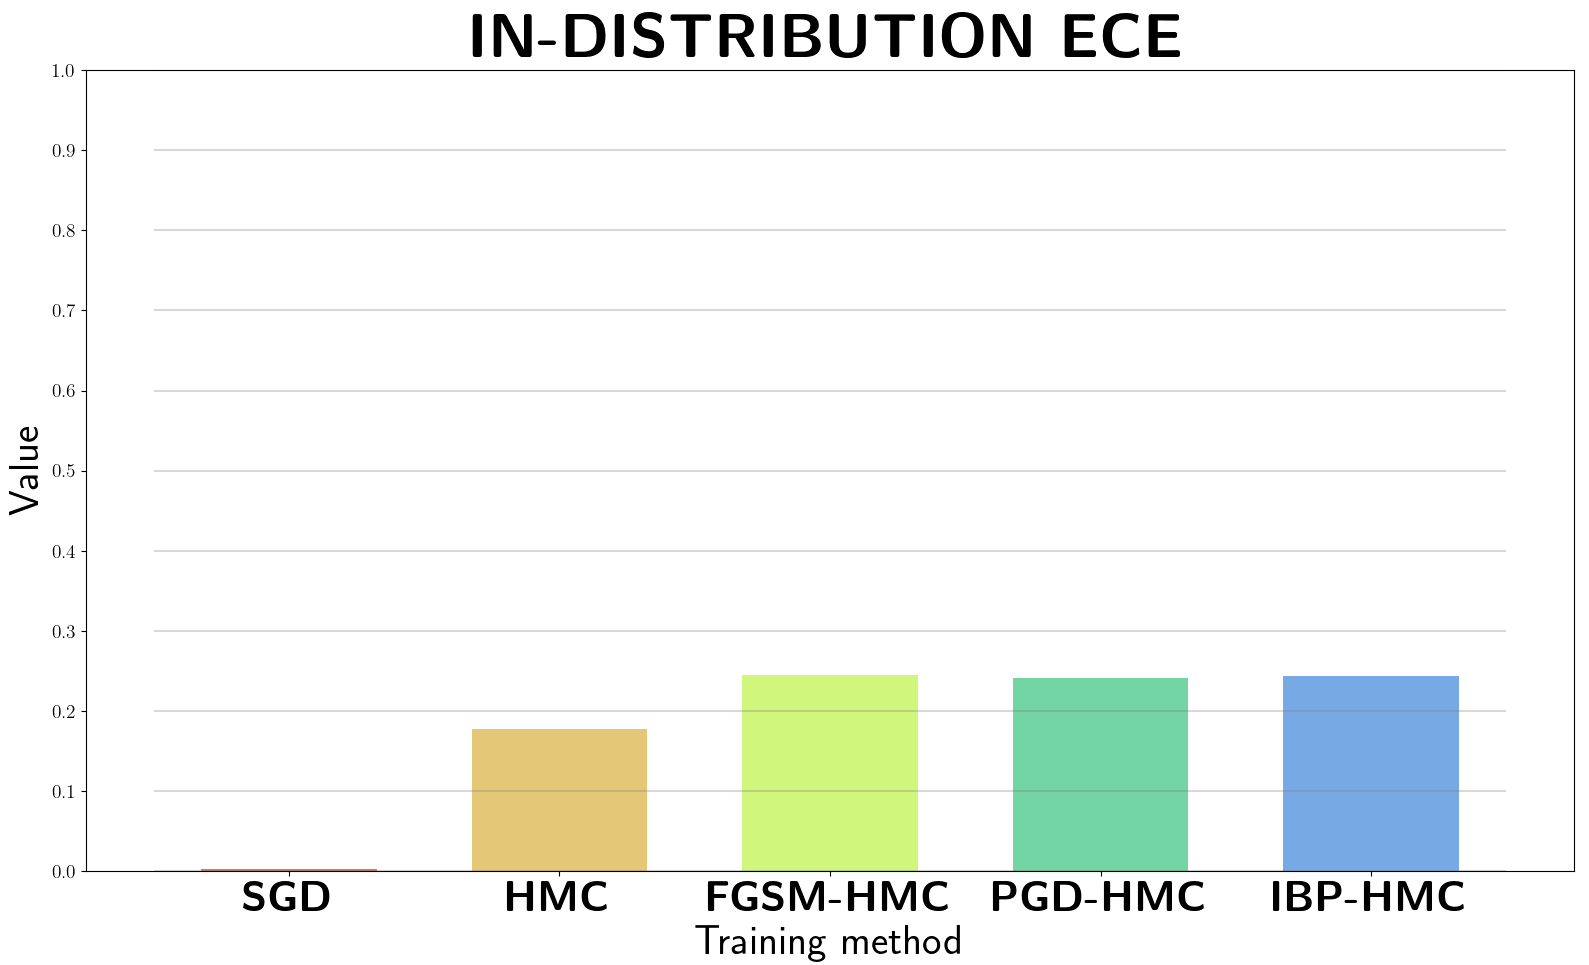 IN-DISTRIBUTION ECE
1.0
0.9
0.8
0.7
0.6
0.5
0.4
0.3
0.2
0.1
0.0
Value
SGD HMC FGSM-HMC PGD-HMC IBP-HMC
Training method